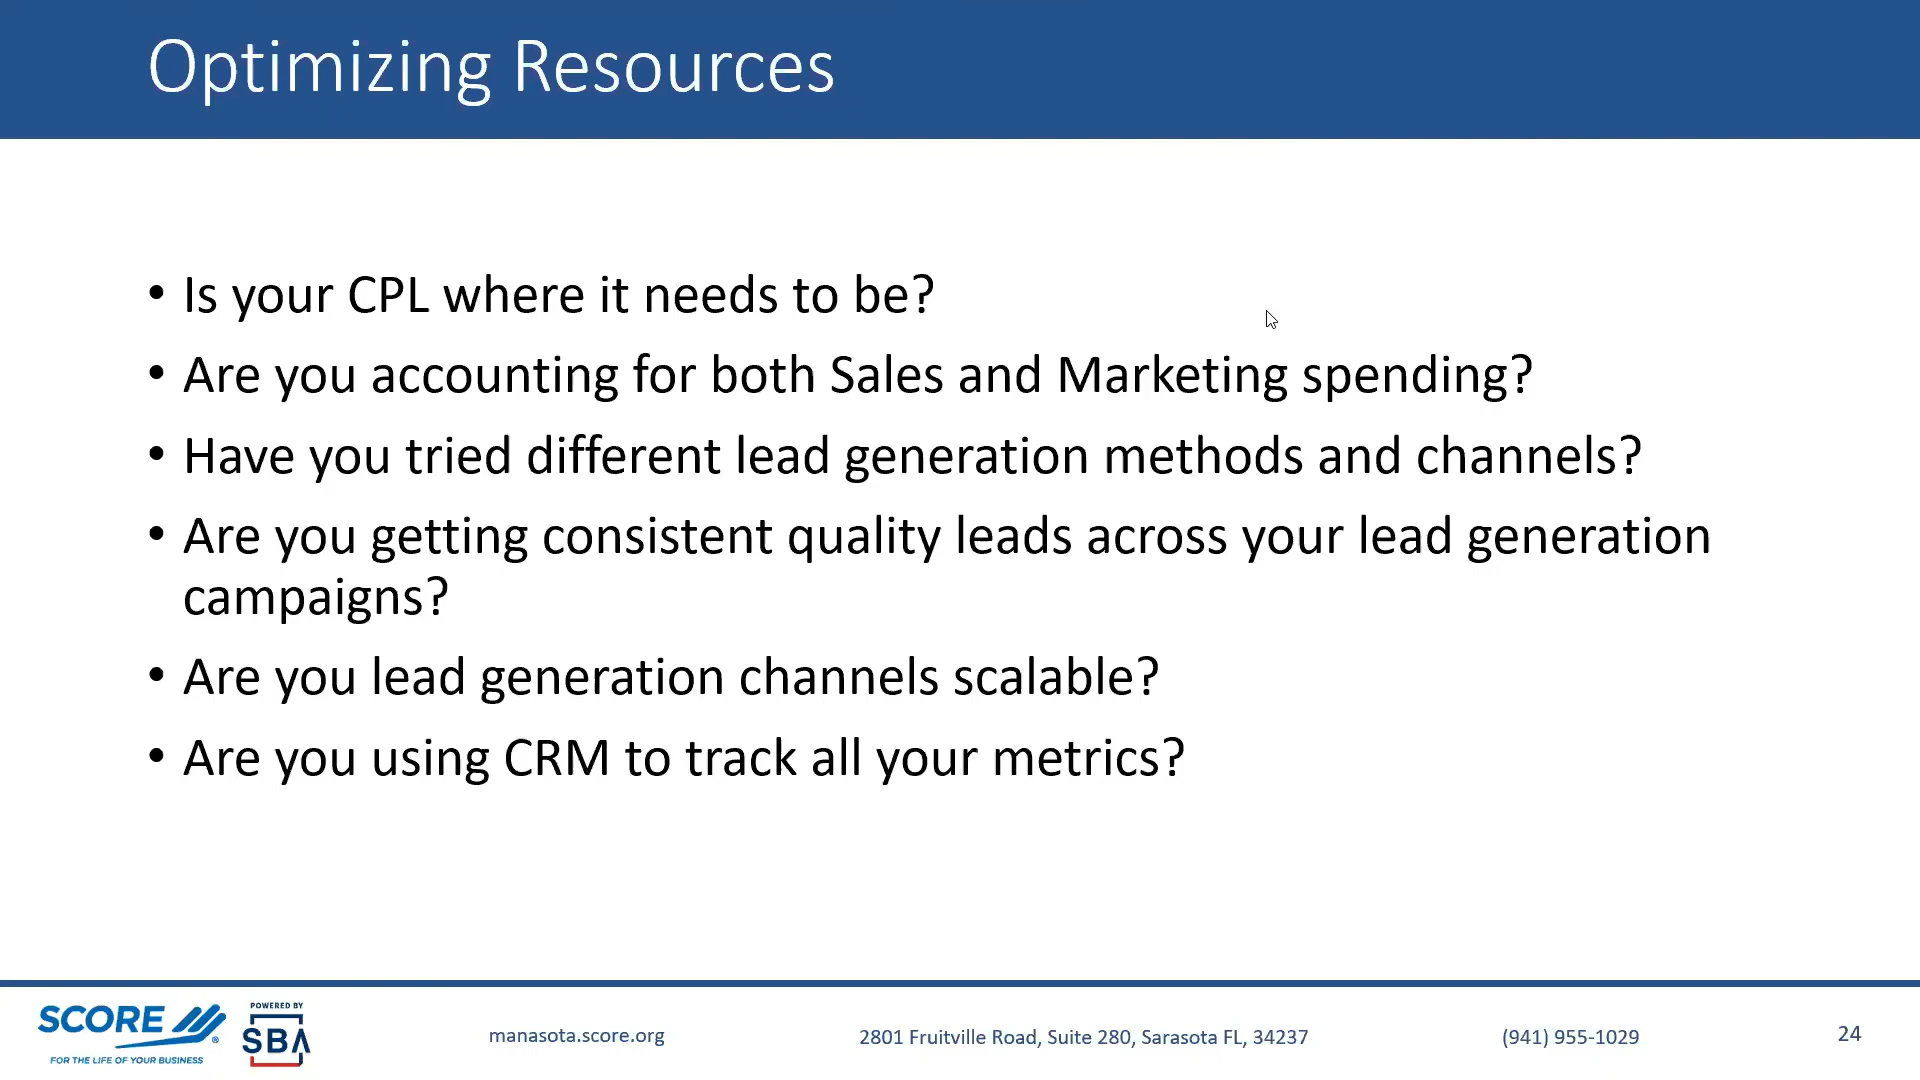 Optimizing Resources
• Is your CPL where it needs to be?
• Are you accounting for both Sales and Marketing spending?
• Have you tried different lead generation methods and channels?
• Are you getting consistent quality leads across your lead generation
campaigns?
• Are you lead generation channels scalable?
• Are you using CRM to track all your metrics?
SCORE ®
FOR THE LIFE OF YOUR BUSINESS
POWERED BY
SBA
manasota.score.org
2801 Fruitville Road, Suite 280, Sarasota FL, 34237
(941) 955-1029
24